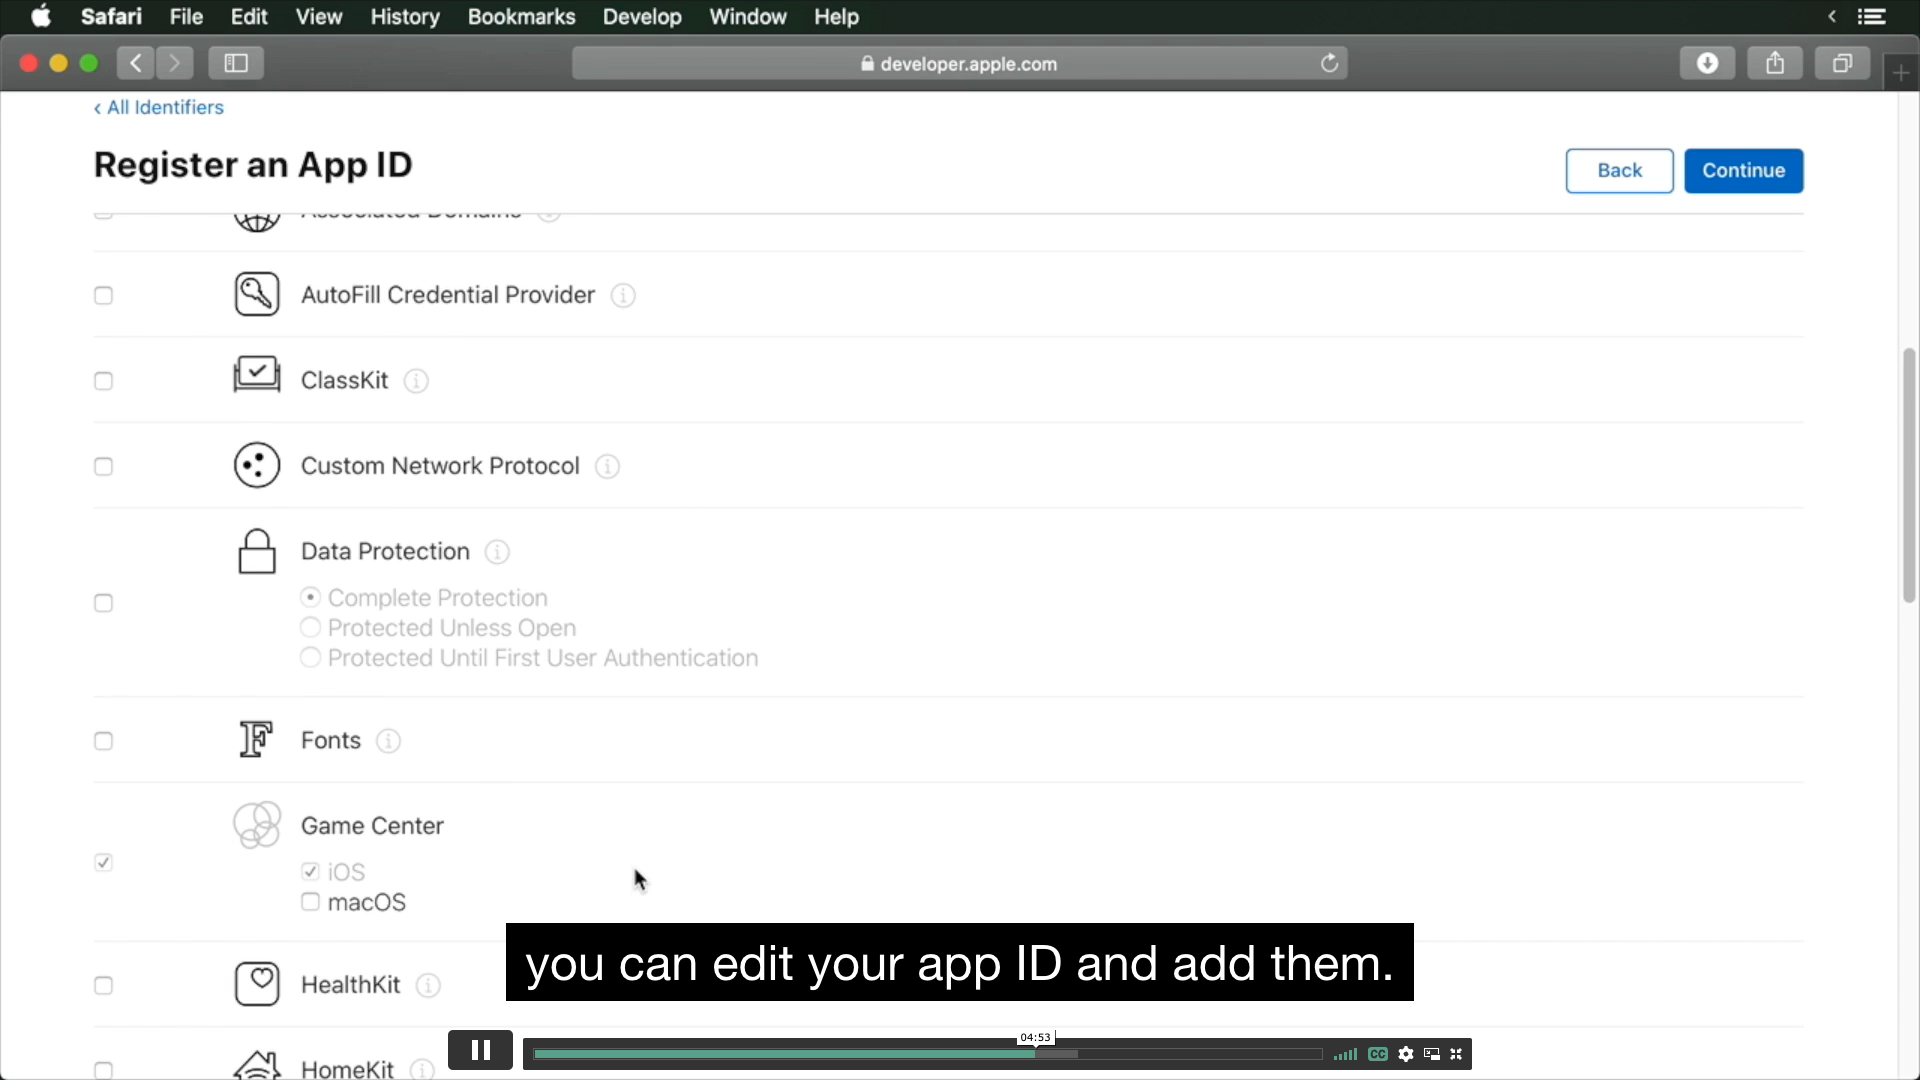 Safari File Edit View History Bookmarks Develop Window Help
developer.apple.com
‹ All Identifiers
Register an App ID
Back
Continue
Associated Domains
AutoFill Credential Provider
ClassKit
Custom Network Protocol
Data Protection
Complete Protection
Protected Unless Open
Protected Until First User Authentication
Fonts
Game Center
iOS
macOS
HealthKit
HomeKit
you can edit your app ID and add them.
04:53
CC